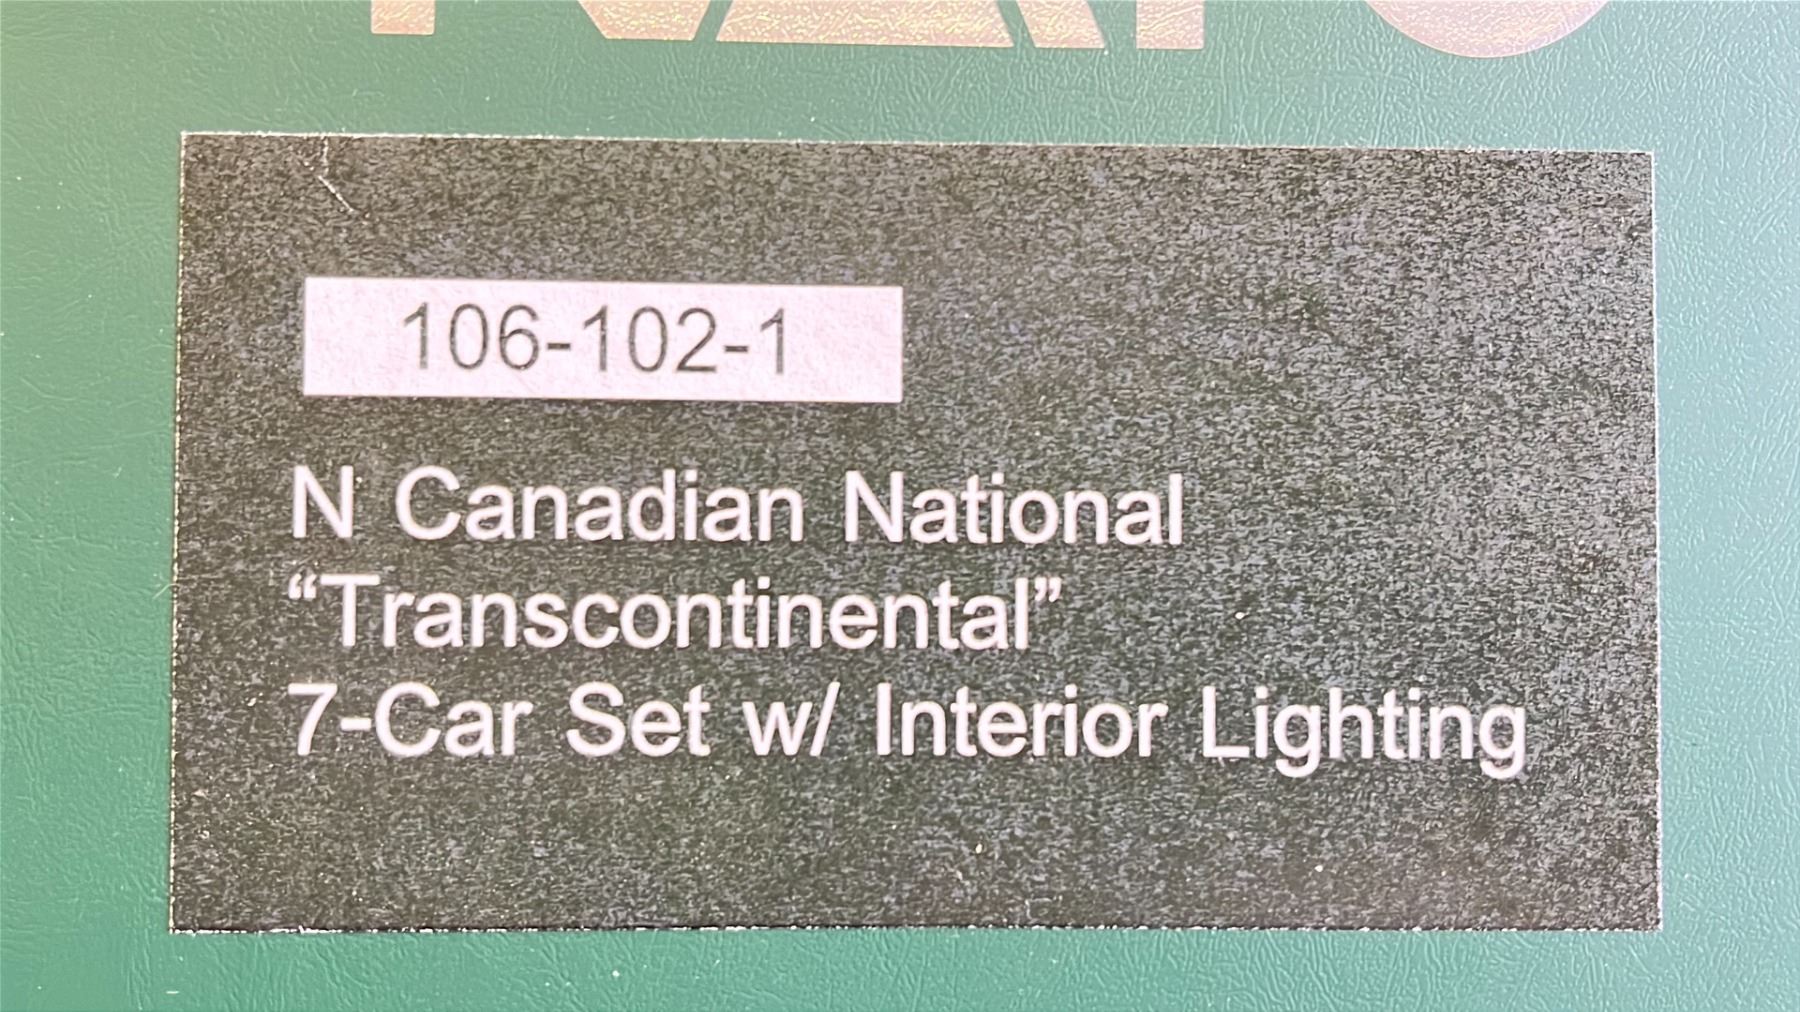 106-102-1
N Canadian National
“Transcontinental”
7-Car Set w/ Interior Lighting